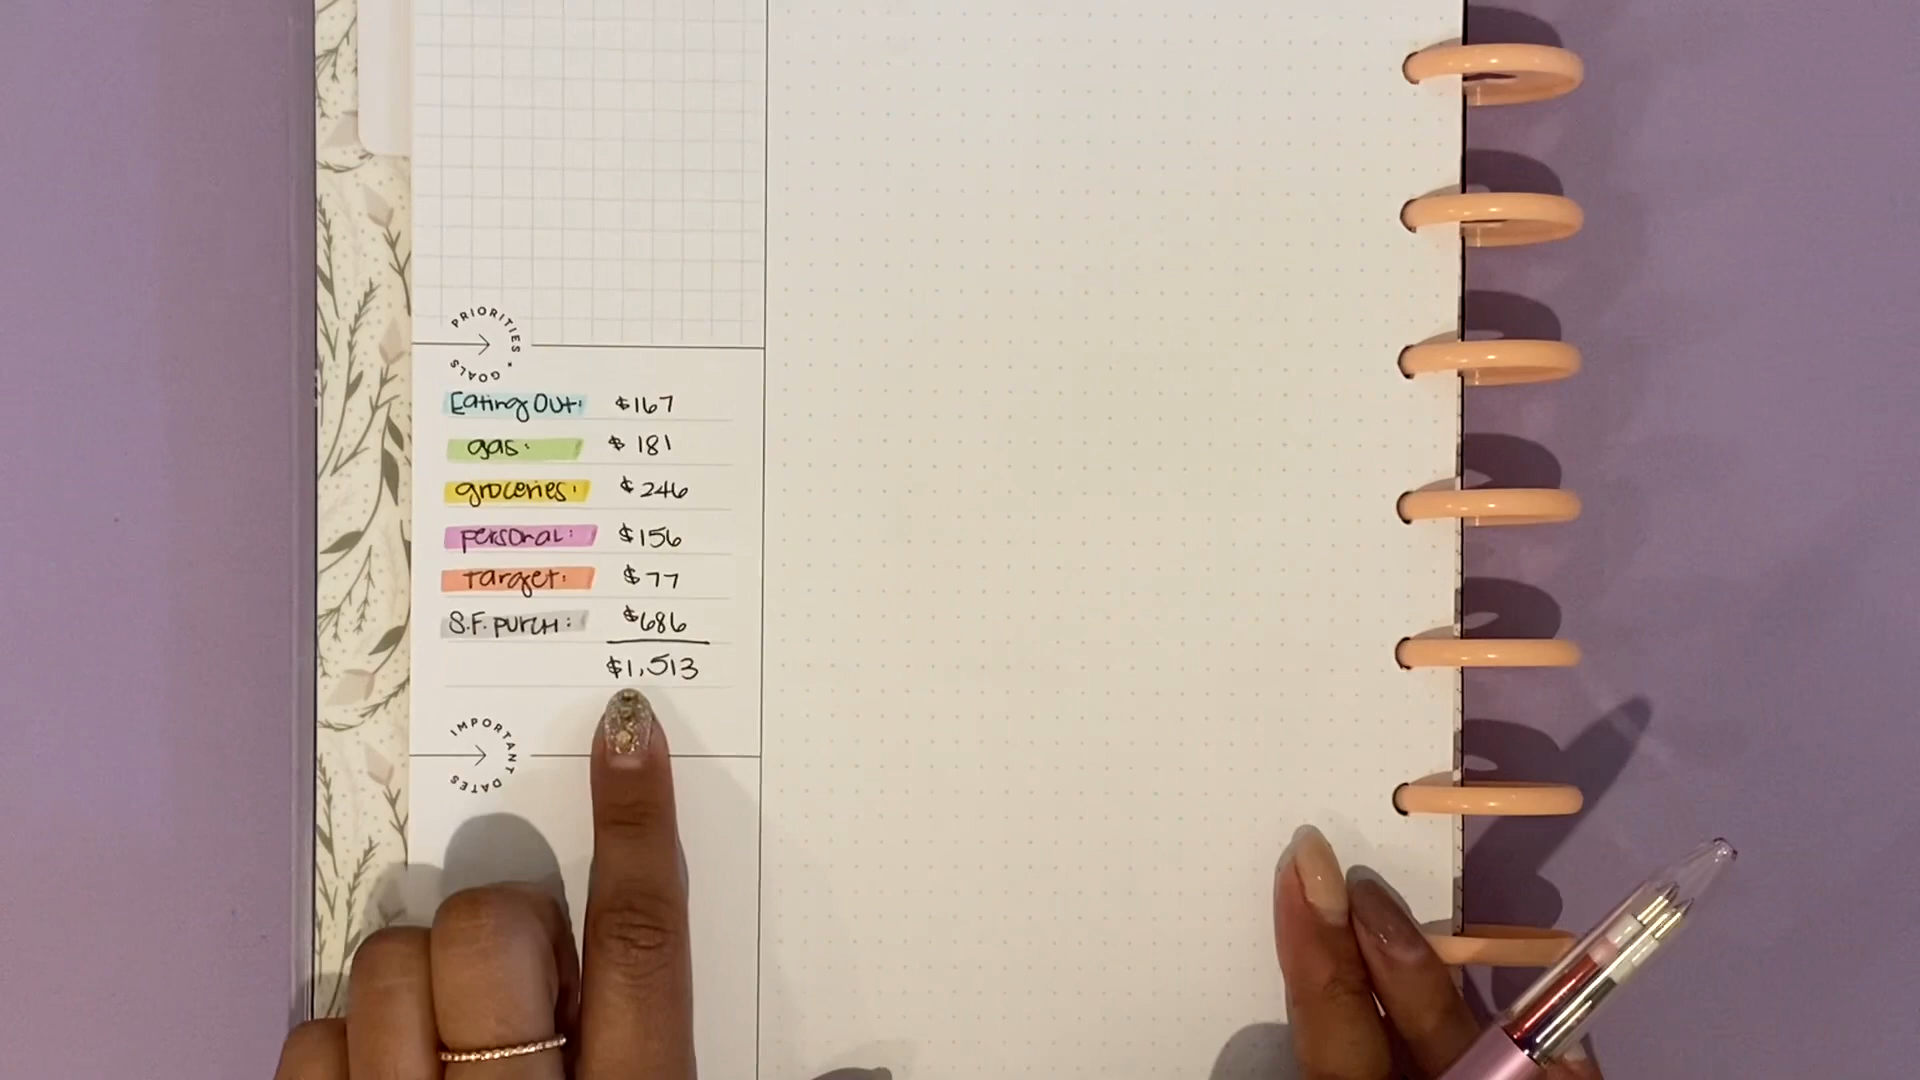 PRIORITIES + GOALS
Eating Out: $167
gas: $181
groceries: $246
personal: $156
Target: $77
S.F. purch: $686
$1,513
IMPORTANT DATES